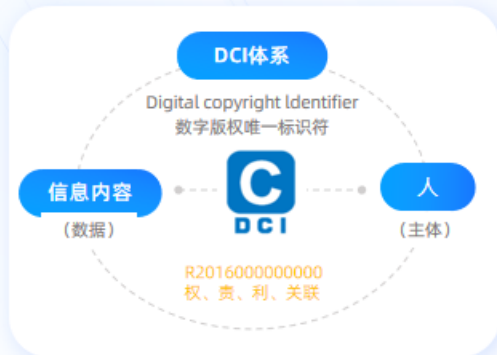 DCI体系
Digital copyright ldentifier
数字版权唯一标识符
信息内容
C
人
DCI
（数据）
（主体）
R2016000000000
权、责、利、关联